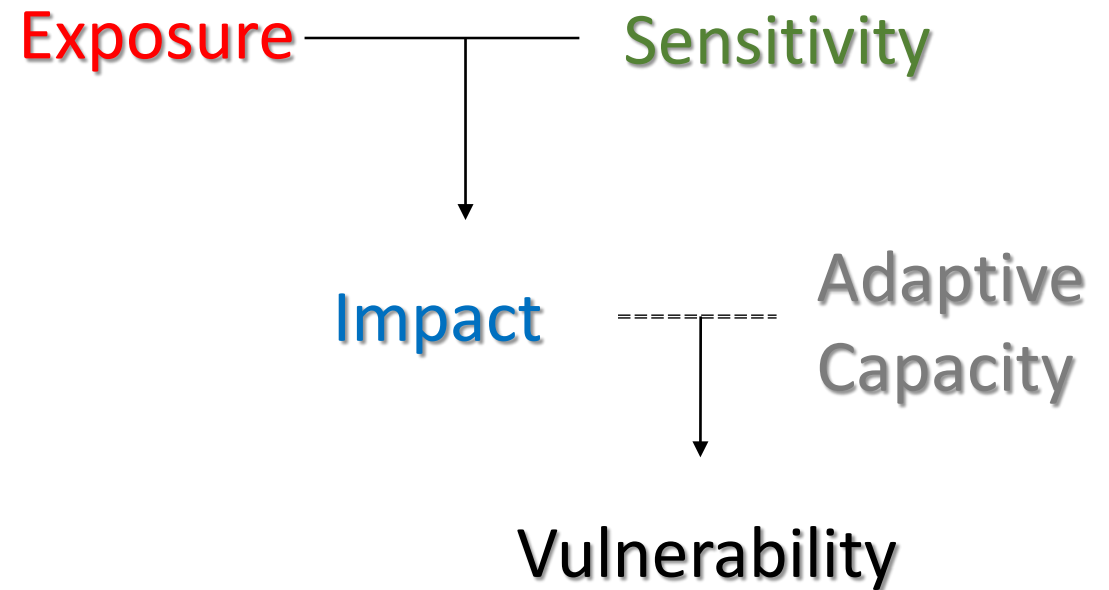 Exposure
Sensitivity
Impact
Adaptive
Capacity
Vulnerability